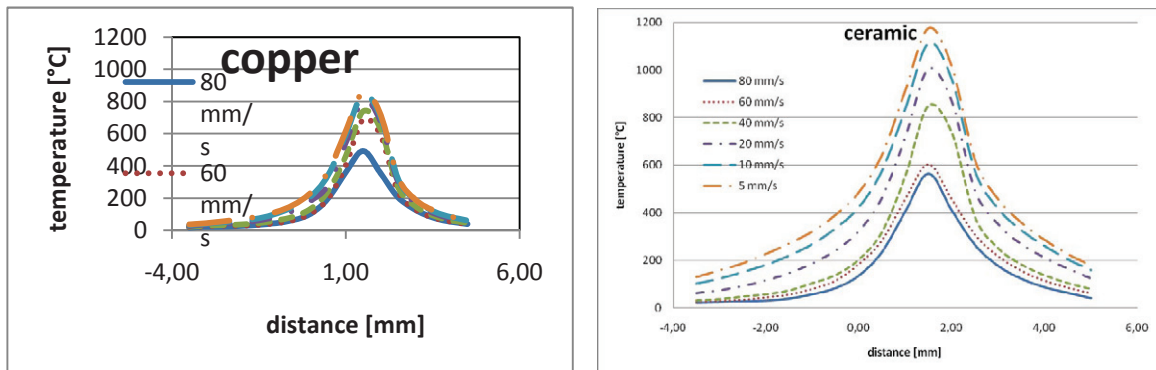 copper
temperature [°C]
1200
1000
800
600
400
200
0
80
mm/
s
60
mm/
s
-4,00
1,00
6,00
distance [mm]
ceramic
temperature [°C]
1200
1000
800
600
400
200
0
80 mm/s
60 mm/s
40 mm/s
20 mm/s
10 mm/s
5 mm/s
-4,00
-2,00
0,00
2,00
4,00
6,00
distance [mm]